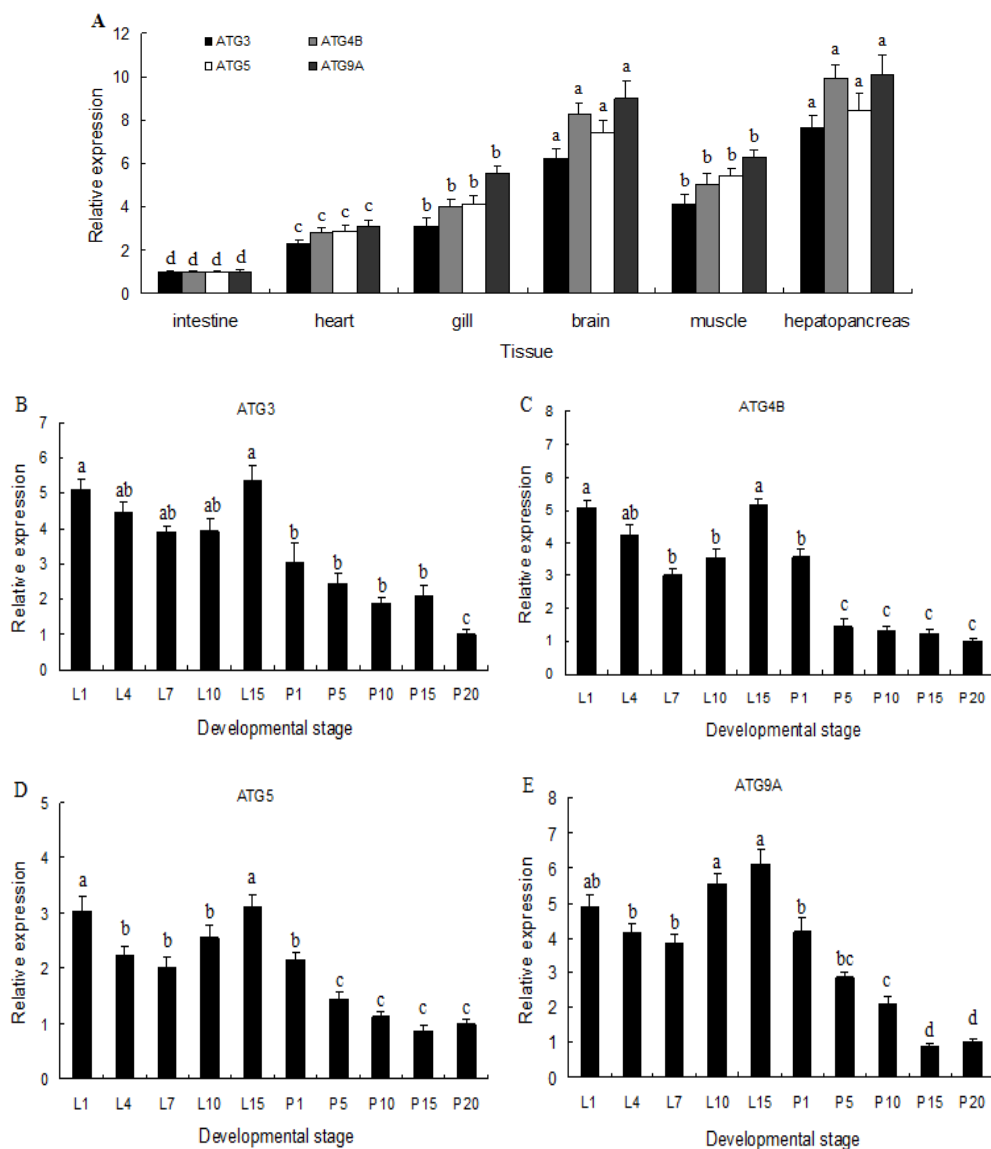 A
ATG3 ATG4B
ATG5 ATG9A
Relative expression
12
10
8
6
4
2
0
d d d d c c c c b b b b a a a a b b b b a a a a
intestine heart gill brain muscle hepatopancreas
Tissue
B
ATG3
Relative expression
7
6
5
4
3
2
1
0
a ab ab ab a b b b b c
L1 L4 L7 L10 L15 P1 P5 P10 P15 P20
Developmental stage
C
ATG4B
Relative expression
8
7
6
5
4
3
2
1
0
a ab b b a b c c c c
L1 L4 L7 L10 L15 P1 P5 P10 P15 P20
Developmental stage
D
ATG5
Relative expression
5
4
3
2
1
0
a b b b a b c c c c
L1 L4 L7 L10 L15 P1 P5 P10 P15 P20
Developmental stage
E
ATG9A
Relative expression
8
7
6
5
4
3
2
1
0
ab b b a a b bc c d d
L1 L4 L7 L10 L15 P1 P5 P10 P15 P20
Developmental stage